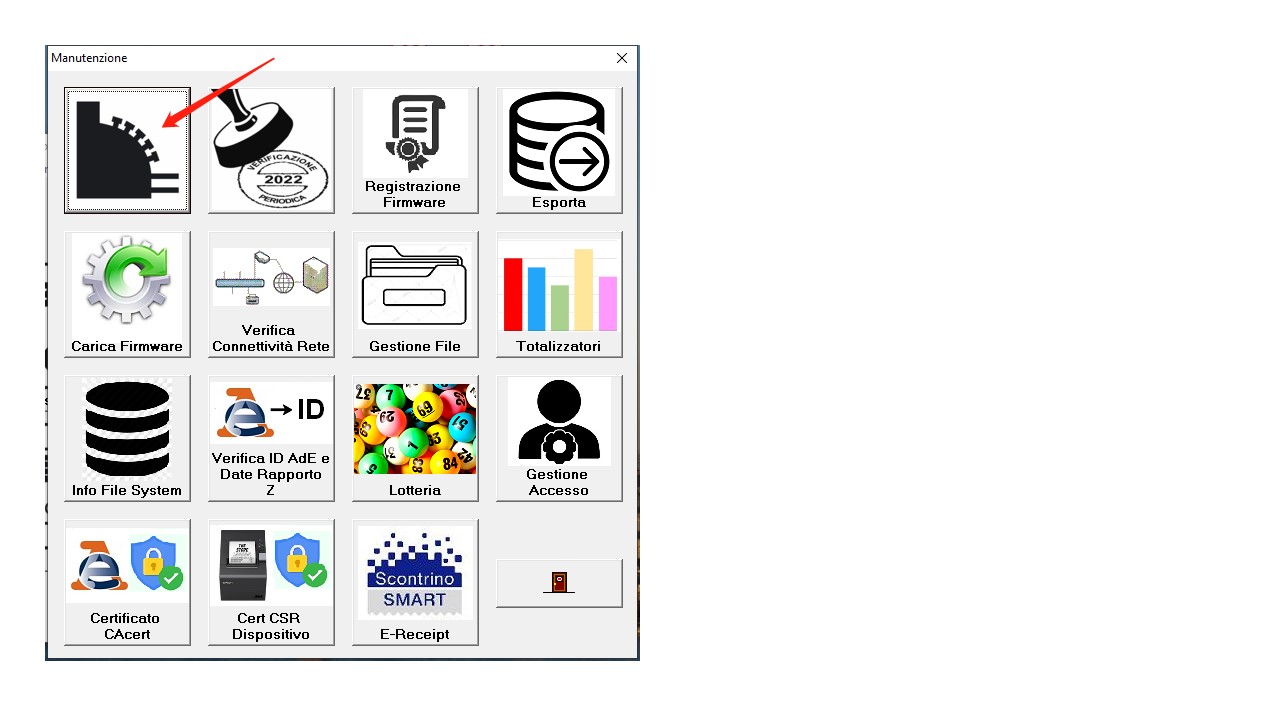 Manutenzione
VERIFICAZIONE
2022
PERIODICA
Registrazione
Firmware
Esporta
Carica Firmware
Verifica
Connettività Rete
Gestione File
Totalizzatori
Info File System
ID
Verifica ID AdE e
Date Rapporto
Z
Lotteria
Gestione
Accesso
Certificato
CAcert
Cert CSR
Dispositivo
Scontrino
SMART
E-Receipt